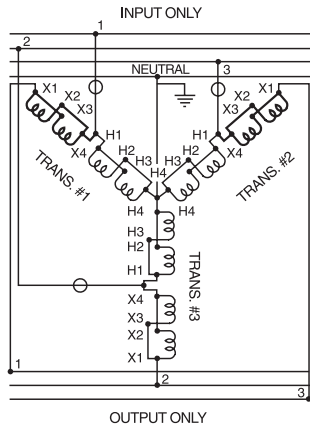 INPUT ONLY
1
2
NEUTRAL
3
X1
X2
X3
H1
X4
H2
H3
H4
TRANS. #1
X1
X2
X3
H1
X4
H2
H3
H4
TRANS. #2
H4
H3
H2
H1
X4
X3
X2
X1
TRANS. #3
1
2
3
OUTPUT ONLY